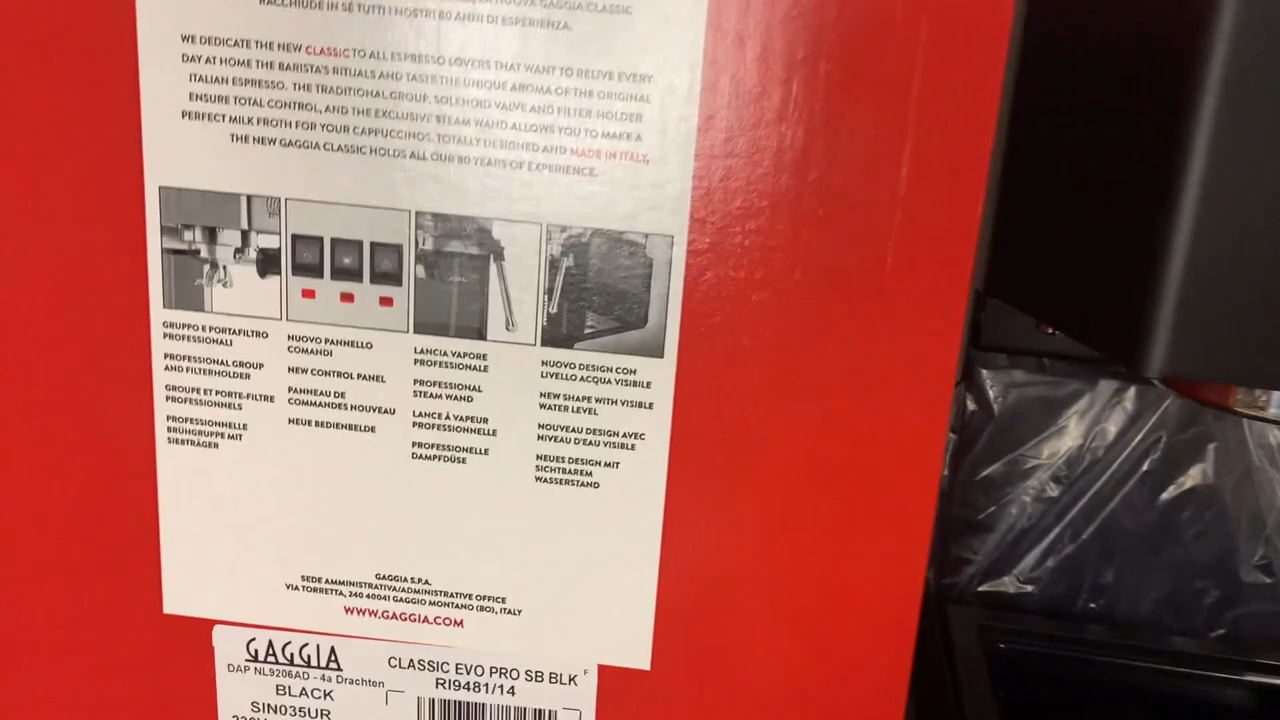 RACCHIUDE IN SÉ TUTTI I NOSTRI 80 ANNI DI ESPERIENZA.
WE DEDICATE THE NEW CLASSIC TO ALL ESPRESSO LOVERS THAT WANT TO RELIVE EVERY
DAY AT HOME THE BARISTA'S RITUALS AND TASTE THE UNIQUE AROMA OF THE ORIGINAL
ITALIAN ESPRESSO. THE TRADITIONAL GROUP, SOLENOID VALVE AND FILTER-HOLDER
ENSURE TOTAL CONTROL, AND THE EXCLUSIVE STEAM WAND ALLOWS YOU TO MAKE A
PERFECT MILK FROTH FOR YOUR CAPPUCCINOS. TOTALLY DESIGNED AND MADE IN ITALY,
THE NEW GAGGIA CLASSIC HOLDS ALL OUR 80 YEARS OF EXPERIENCE.
GRUPPO E PORTAFILTRO
PROFESSIONALI
PROFESSIONAL GROUP
AND FILTERHOLDER
GROUPE ET PORTE-FILTRE
PROFESSIONNELS
PROFESSIONNELLE
BRÜHGRUPPE MIT
SIEBTRÄGER
NUOVO PANNELLO
COMANDI
NEW CONTROL PANEL
PANNEAU DE
COMMANDES NOUVEAU
NEUE BEDIENBELDE
LANCIA VAPORE
PROFESSIONALE
PROFESSIONAL
STEAM WAND
LANCE À VAPEUR
PROFESSIONNELLE
PROFESSIONELLE
DAMPFDÜSE
NUOVO DESIGN CON
LIVELLO ACQUA VISIBILE
NEW SHAPE WITH VISIBLE
WATER LEVEL
NOUVEAU DESIGN AVEC
NIVEAU D'EAU VISIBLE
NEUES DESIGN MIT
SICHTBAREM
WASSERSTAND
GAGGIA S.P.A.
SEDE AMMINISTRATIVA/ADMINISTRATIVE OFFICE
VIA TORRETTA, 240 40041 GAGGIO MONTANO (BO), ITALY
WWW.GAGGIA.COM
GAGGIA
DAP NL9206AD - 4a Drachten
BLACK
SIN035UR
CLASSIC EVO PRO SB BLK F
RI9481/14